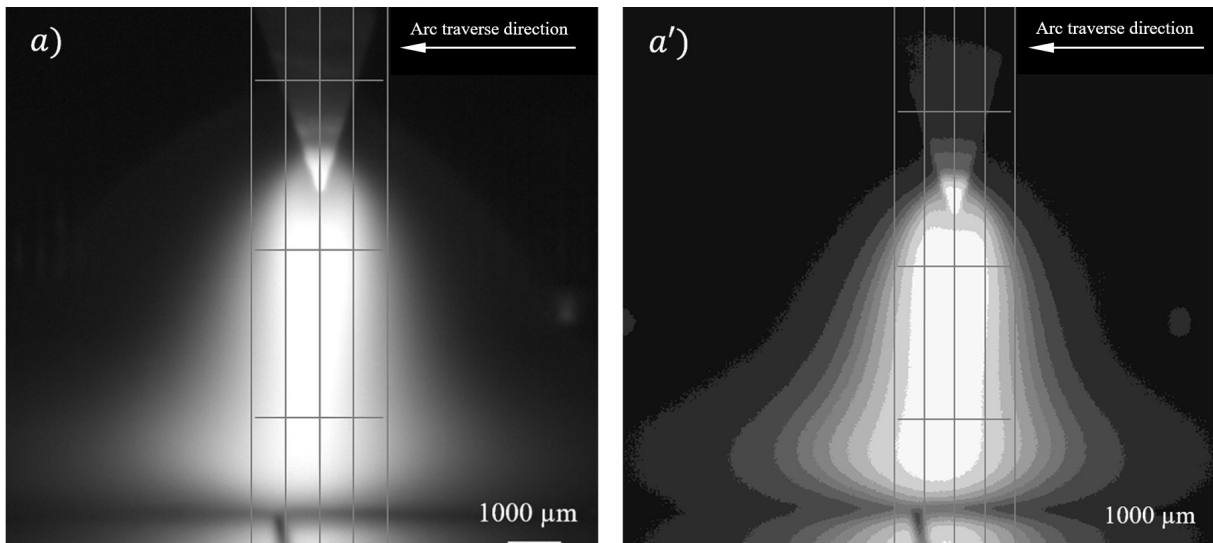 a)
Arc traverse direction
1000 µm
a′)
Arc traverse direction
1000 µm